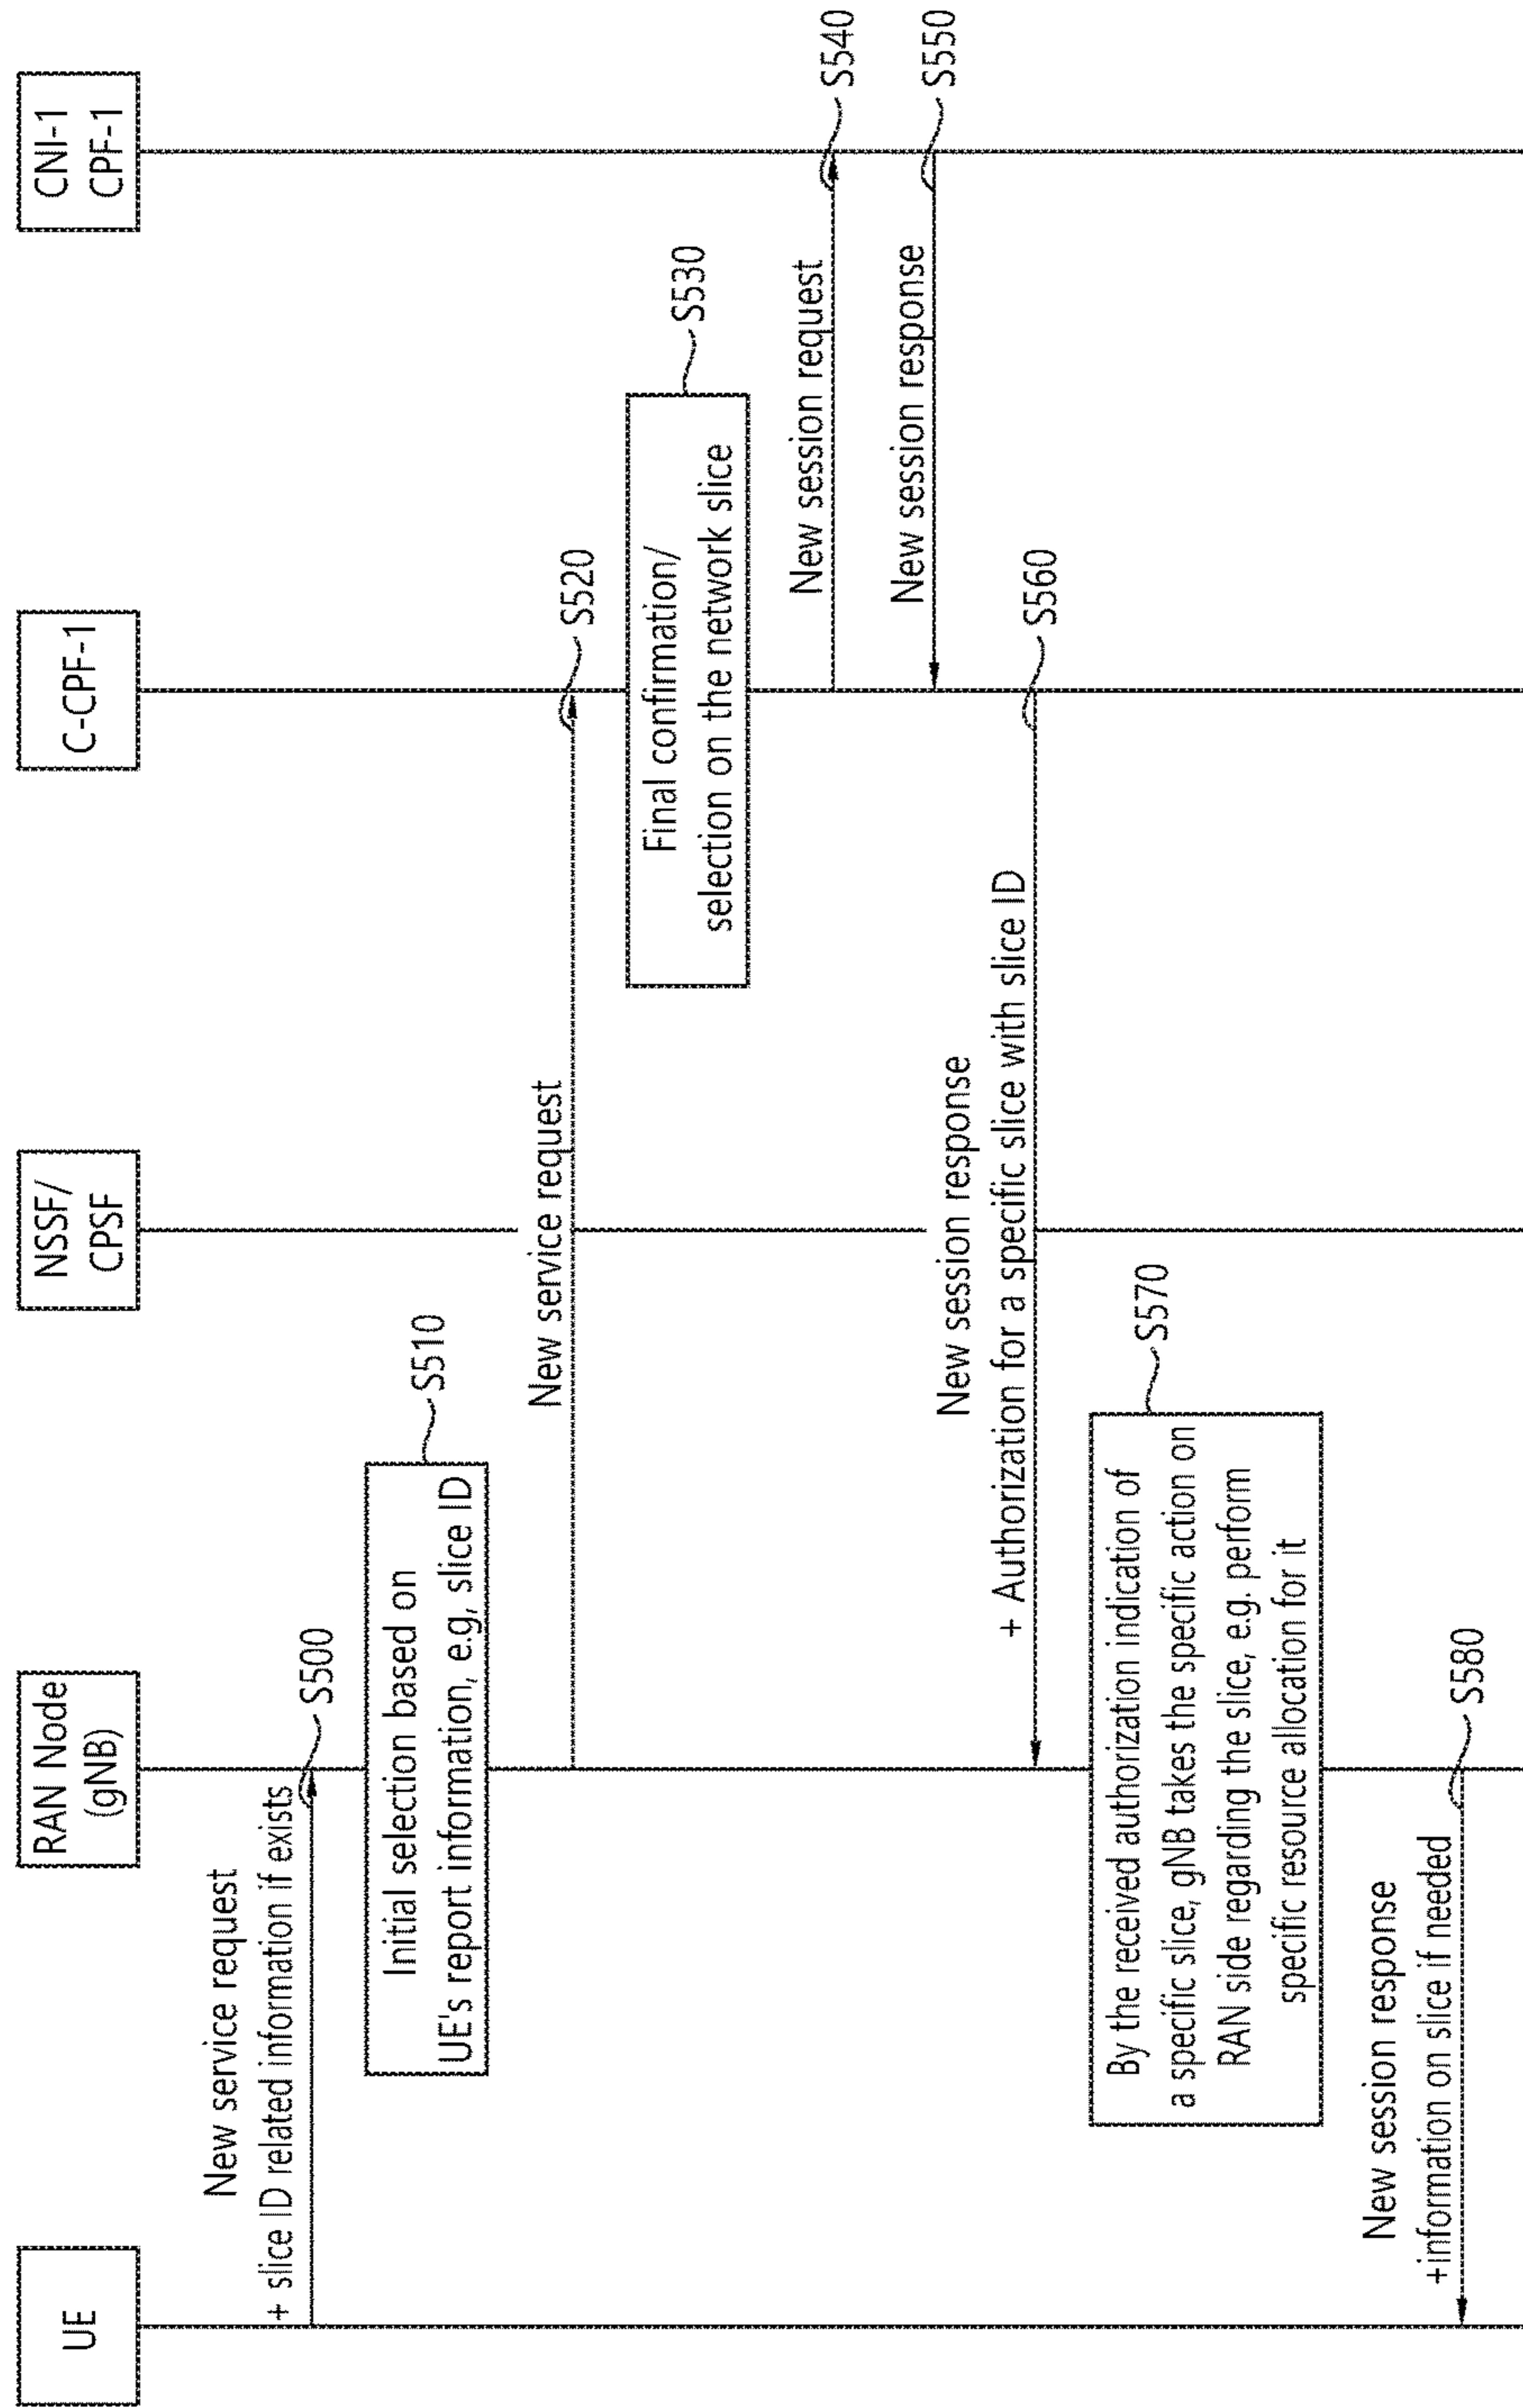 UE
RAN Node
(gNB)
NSSF/
CPSF
C-CPF-1
CNI-1
CPF-1
New service request
+ slice ID related information if exists
S500
Initial selection based on
UE's report information, e.g, slice ID
S510
New service request
S520
Final confirmation/
selection on the network slice
S530
New session request
S540
New session response
S550
New session response
+ Authorization for a specific slice with slice ID
S560
By the received authorization indication of
a specific slice, gNB takes the specific action on
RAN side regarding the slice, e.g. perform
specific resource allocation for it
S570
New session response
+information on slice if needed
S580